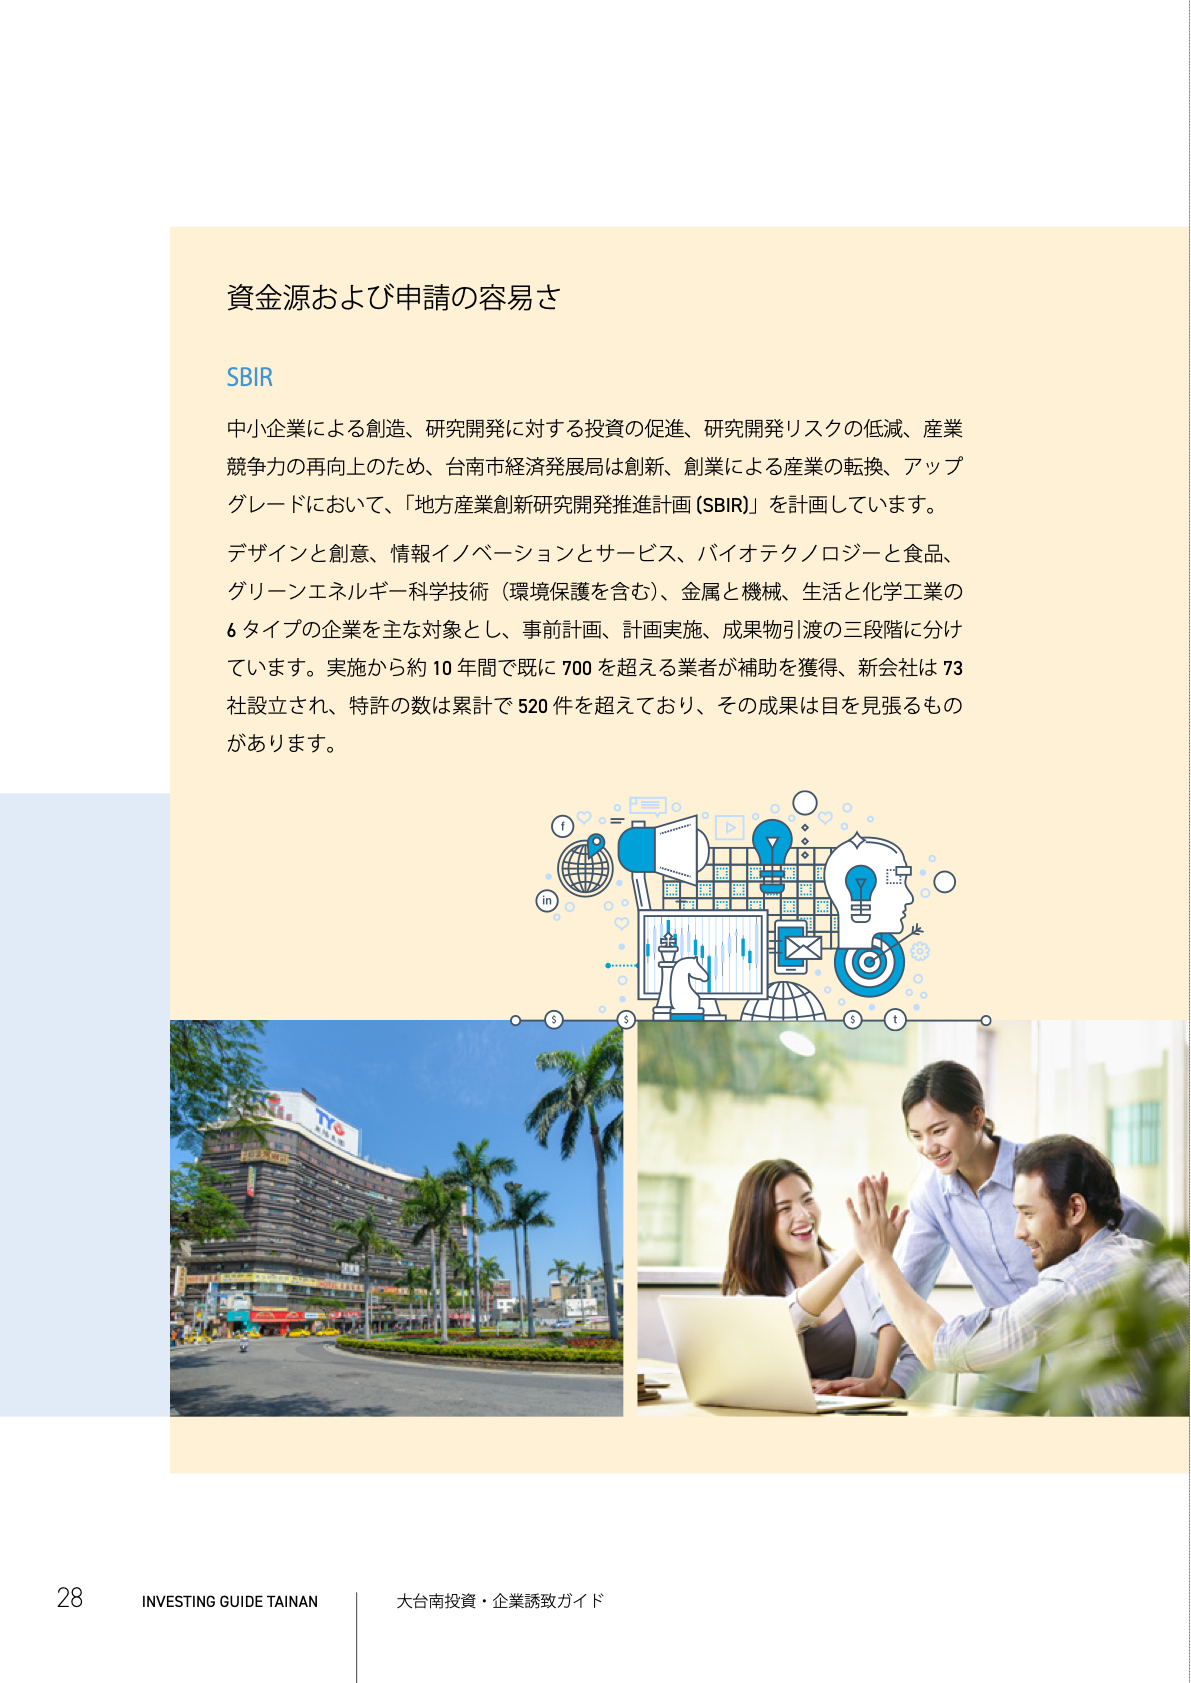 資金源および申請の容易さ
SBIR
中小企業による創造、研究開発に対する投資の促進、研究開発リスクの低減、産業
競争力の再向上のため、台南市経済発展局は創新、創業による産業の転換、アップ
グレードにおいて、「地方産業創新研究開発推進計画 (SBIR)」を計画しています。
デザインと創意、情報イノベーションとサービス、バイオテクノロジーと食品、
グリーンエネルギー科学技術（環境保護を含む）、金属と機械、生活と化学工業の
6 タイプの企業を主な対象とし、事前計画、計画実施、成果物引渡の三段階に分け
ています。実施から約 10 年間で既に 700 を超える業者が補助を獲得、新会社は 73
社設立され、特許の数は累計で 520 件を超えており、その成果は目を見張るもの
があります。
f
in
$
$
$
t
TYG
28
INVESTING GUIDE TAINAN
大台南投資・企業誘致ガイド